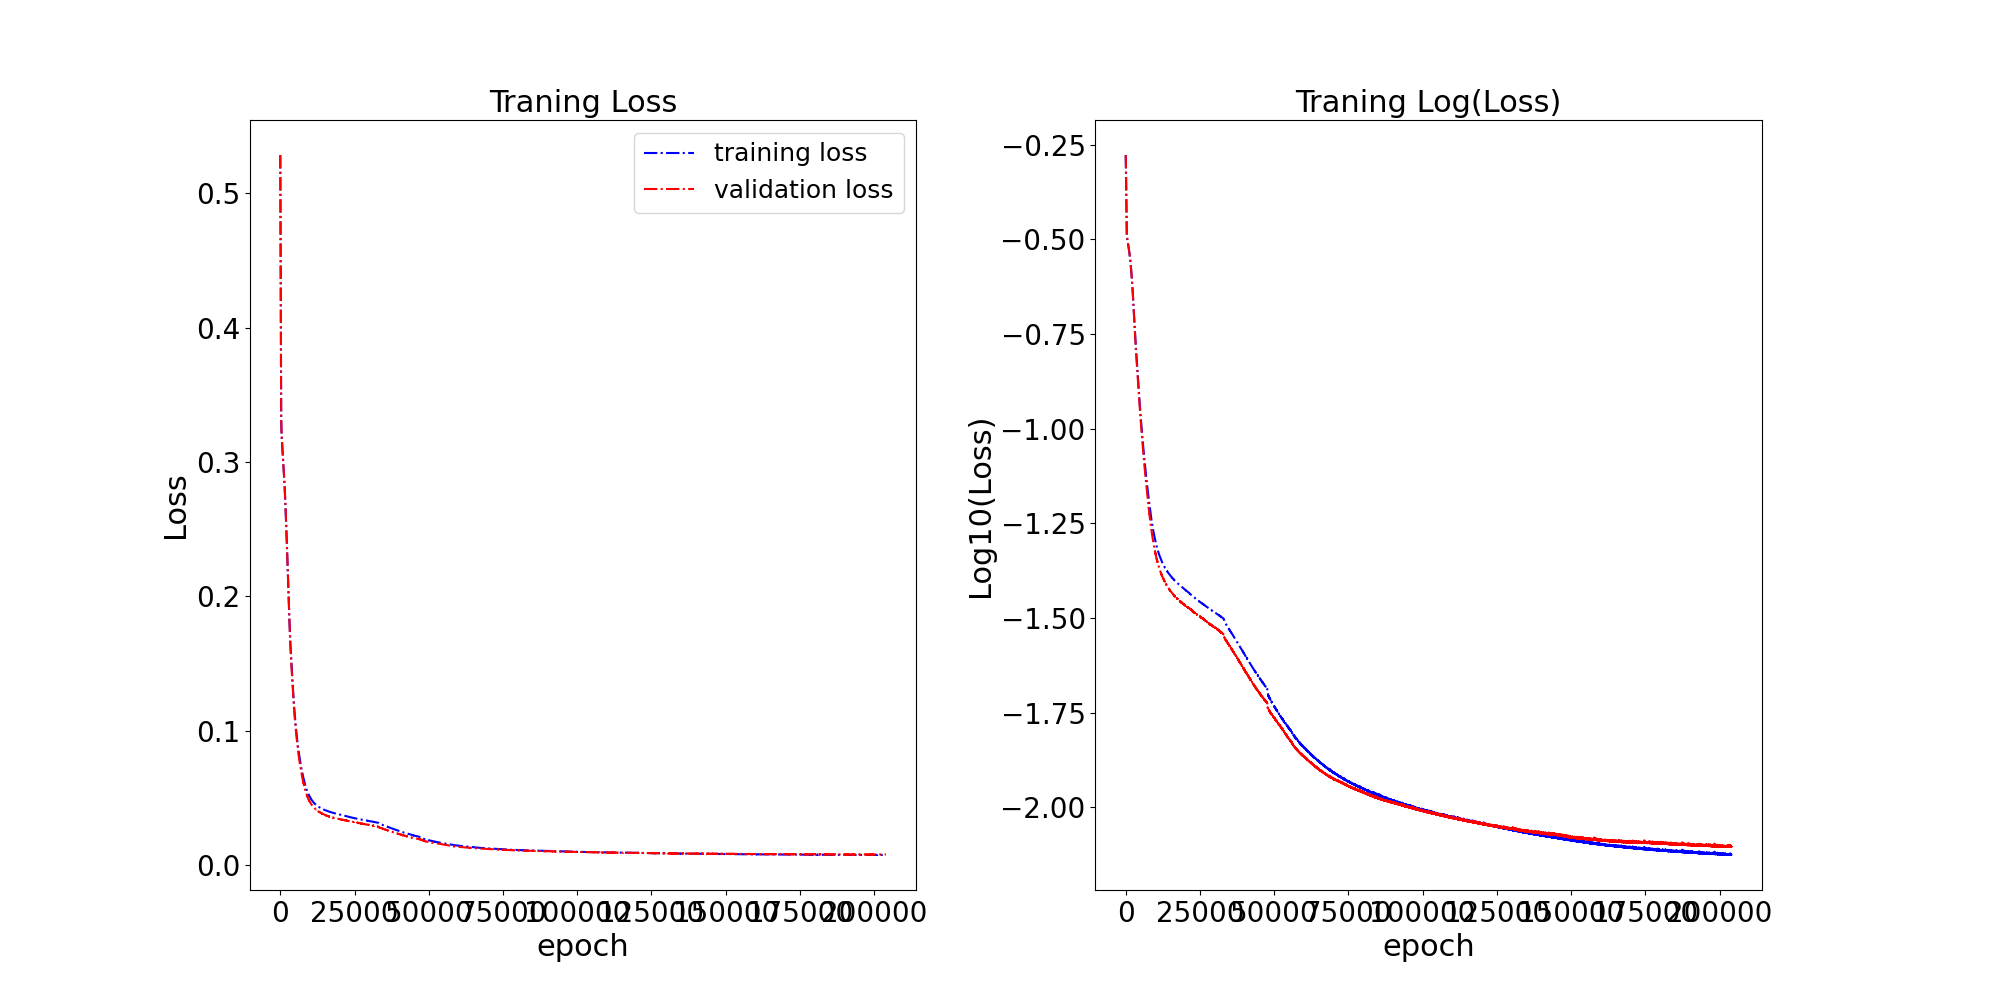 Traning Loss
training loss
validation loss
0.5
0.4
0.3
0.2
0.1
0.0
Loss
0 25000 50000 75000 100000 125000 150000 175000 200000
epoch
Traning Log(Loss)
−0.25
−0.50
−0.75
−1.00
−1.25
−1.50
−1.75
−2.00
Log10(Loss)
0 25000 50000 75000 100000 125000 150000 175000 200000
epoch